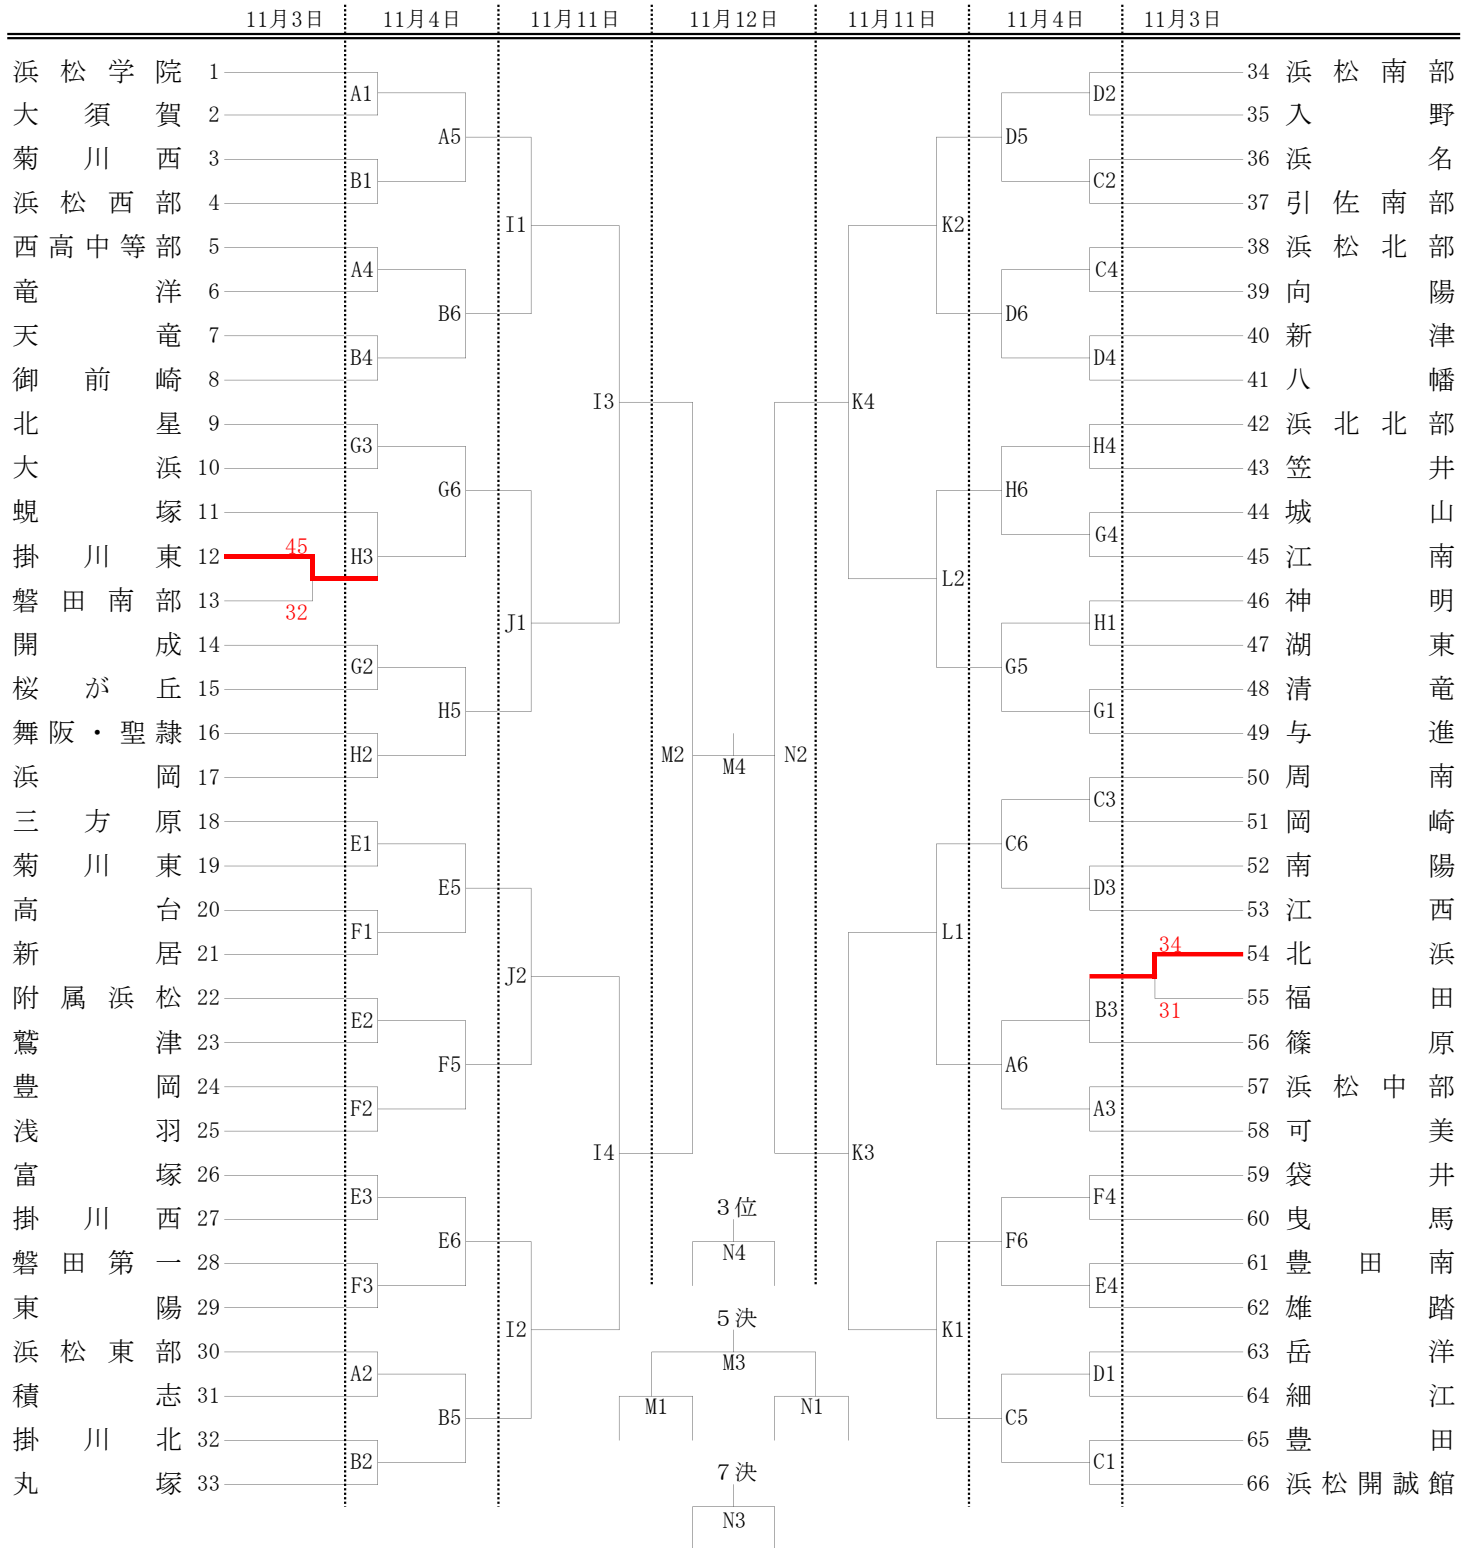 11月3日 11月4日 11月11日 11月12日 11月11日 11月4日 11月3日
浜松学院 1 34 浜松南部
A1 D2
大須賀 2 35 入野
A5 D5
菊川西 3 36 浜名
B1 C2
浜松西部 4 37 引佐南部
I1 K2
西高中等部 5 38 浜松北部
A4 C4
竜洋 6 39 向陽
B6 D6
天竜 7 40 新津
B4 D4
御前崎 8 41 八幡
I3 K4
北星 9 42 浜北北部
G3 H4
大浜 10 43 笠井
G6 H6
蜆塚 11 44 城山
45 G4
掛川東 12 H3 45 江南
L2
磐田南部 13 46 神明
32 J1 H1
開成 14 47 湖東
G2 G5
桜が丘 15 48 清竜
H5 G1
舞阪・聖隷 16 49 与進
H2 M2 M4 N2
浜岡 17 50 周南
C3
三方原 18 51 岡崎
E1 C6
菊川東 19 52 南陽
E5 D3
高台 20 53 江西
F1 L1 34
新居 21 54 北浜
J2
附属浜松 22 55 福田
E2 B3 31
鷲津 23 56 篠原
F5 A6
豊岡 24 57 浜松中部
F2 A3
浅羽 25 58 可美
I4 K3
富塚 26 59 袋井
E3 3位 F4
掛川西 27 60 曳馬
E6 N4 F6
磐田第一 28 61 豊田南
F3 E4
東陽 29 62 雄踏
I2 5決 K1
浜松東部 30 63 岳洋
A2 M3 D1
積志 31 64 細江
B5 M1 N1 C5
掛川北 32 65 豊田
B2 7決 C1
丸塚 33 66 浜松開誠館
N3